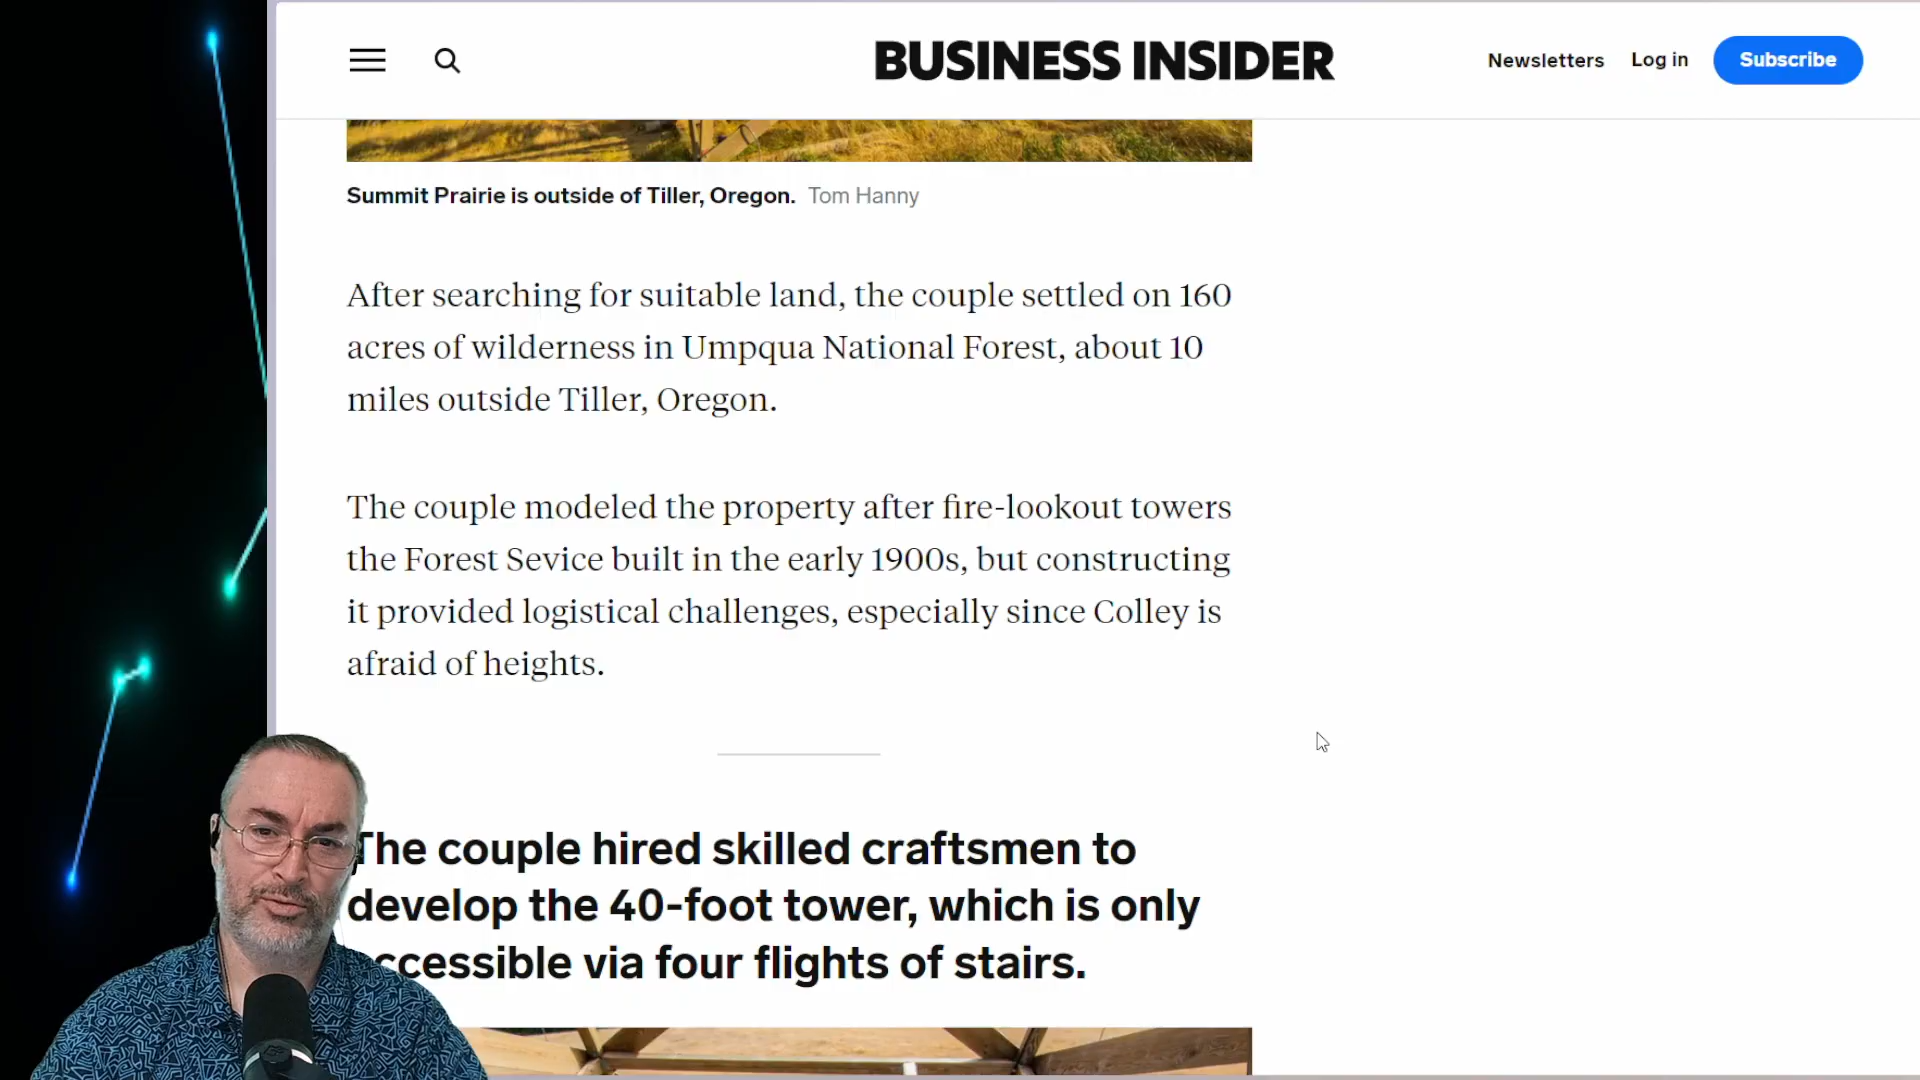 BUSINESS INSIDER
Newsletters
Log in
Subscribe
Summit Prairie is outside of Tiller, Oregon. Tom Hanny
After searching for suitable land, the couple settled on 160
acres of wilderness in Umpqua National Forest, about 10
miles outside Tiller, Oregon.
The couple modeled the property after fire-lookout towers
the Forest Sevice built in the early 1900s, but constructing
it provided logistical challenges, especially since Colley is
afraid of heights.
The couple hired skilled craftsmen to
develop the 40-foot tower, which is only
ccessible via four flights of stairs.